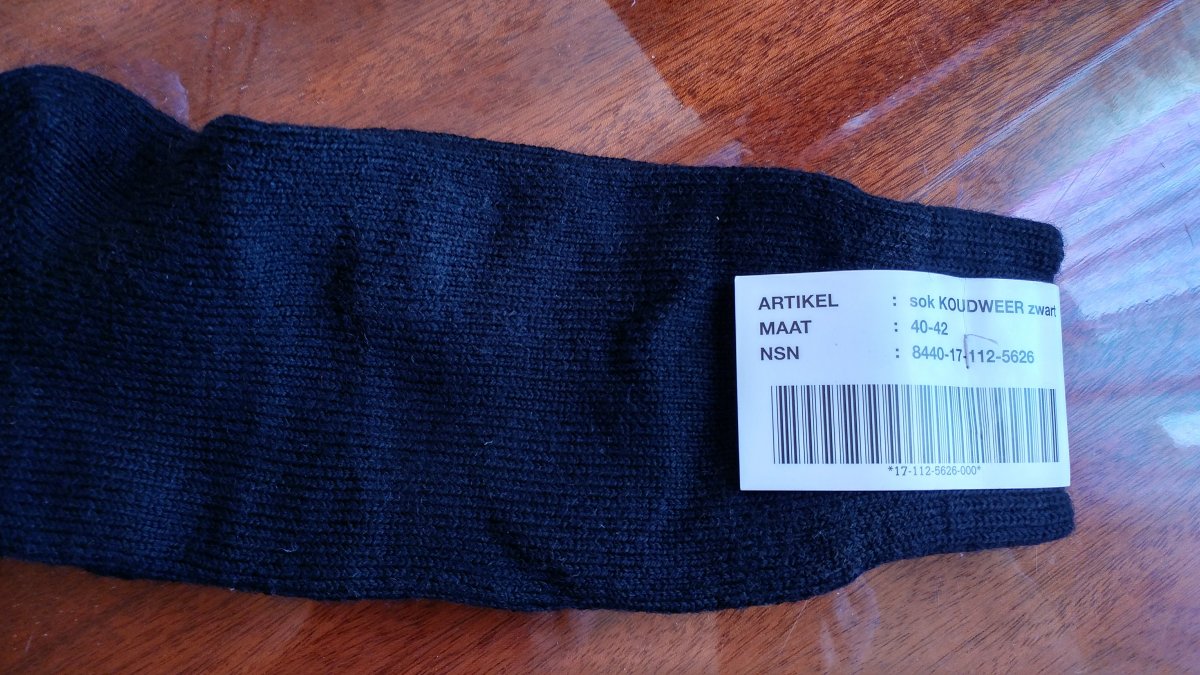 ARTIKEL : sok KOUDWEER zwart
MAAT : 40-42
NSN : 8440-17-112-5626
*17-112-5626-000*